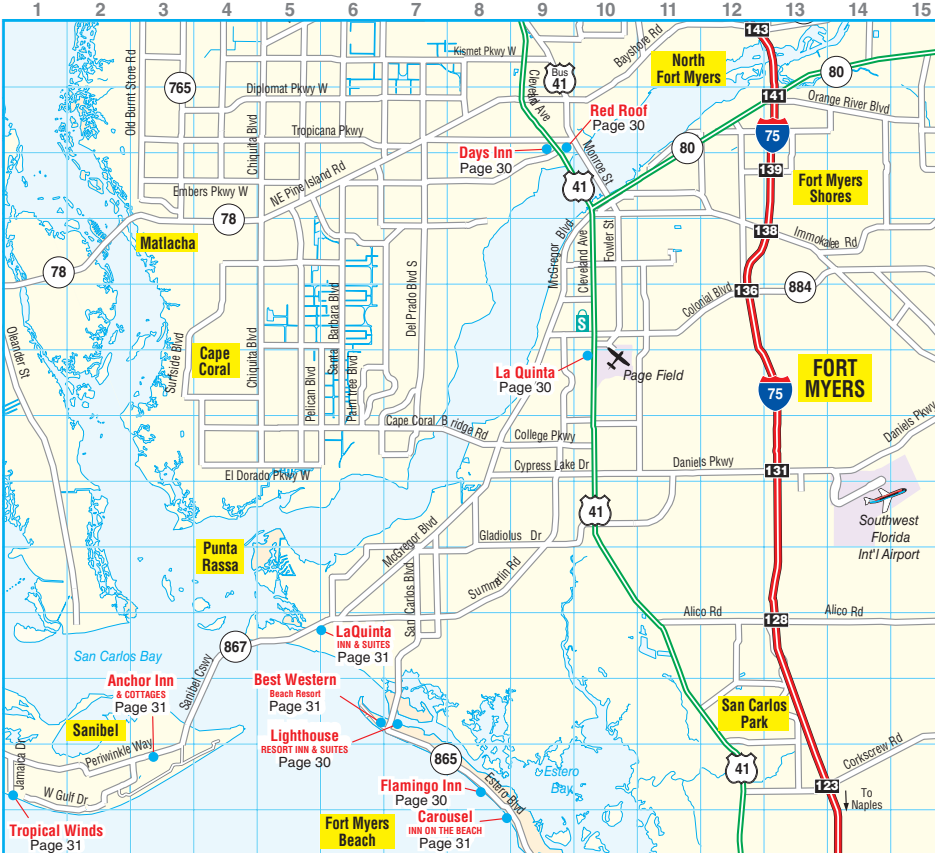 1 2 3 4 5 6 7 8 9 10 11 12 13 14 15
143
Kismet Pkwy W
Bayshore Rd
North
Fort Myers
80
Old Burnt Store Rd
765
Diplomat Pkwy W
Bus
41
Cleveland Ave
141
Orange River Blvd
Chiquita Blvd
Tropicana Pkwy
Red Roof
Page 30
Days Inn
Page 30
Monroe St
80
75
139
Embers Pkwy W
NE Pine Island Rd
41
Fort Myers
Shores
78
Matlacha
78
138
Immokalee Rd
McGregor Blvd
Cleveland Ave
Fowler St
Colonial Blvd
136
884
Oleander St
Surfside Blvd
Cape
Coral
Chiquita Blvd
Pelican Blvd
Santa Barbara Blvd
Palm Tree Blvd
Del Prado Blvd S
S
La Quinta
Page 30
Page Field
FORT
MYERS
75
Cape Coral Bridge Rd
College Pkwy
Daniels Pkwy
El Dorado Pkwy W
Cypress Lake Dr
Daniels Pkwy
131
41
Southwest
Florida
Int'l Airport
Punta
Rassa
McGregor Blvd
Gladiolus Dr
San Carlos Blvd
Summerlin Rd
Alico Rd
128
Alico Rd
867
LaQuinta
INN & SUITES
Page 31
San Carlos Bay
Sanibel Cswy
Anchor Inn
& COTTAGES
Page 31
Best Western
Beach Resort
Page 31
Sanibel
San Carlos
Park
Lighthouse
RESORT INN & SUITES
Page 30
Jamaica Dr
Periwinkle Way
865
Corkscrew Rd
41
Estero
Bay
Estero Blvd
W Gulf Dr
Flamingo Inn
Page 30
123
To
Naples
Tropical Winds
Page 31
Fort Myers
Beach
Carousel
INN ON THE BEACH
Page 31